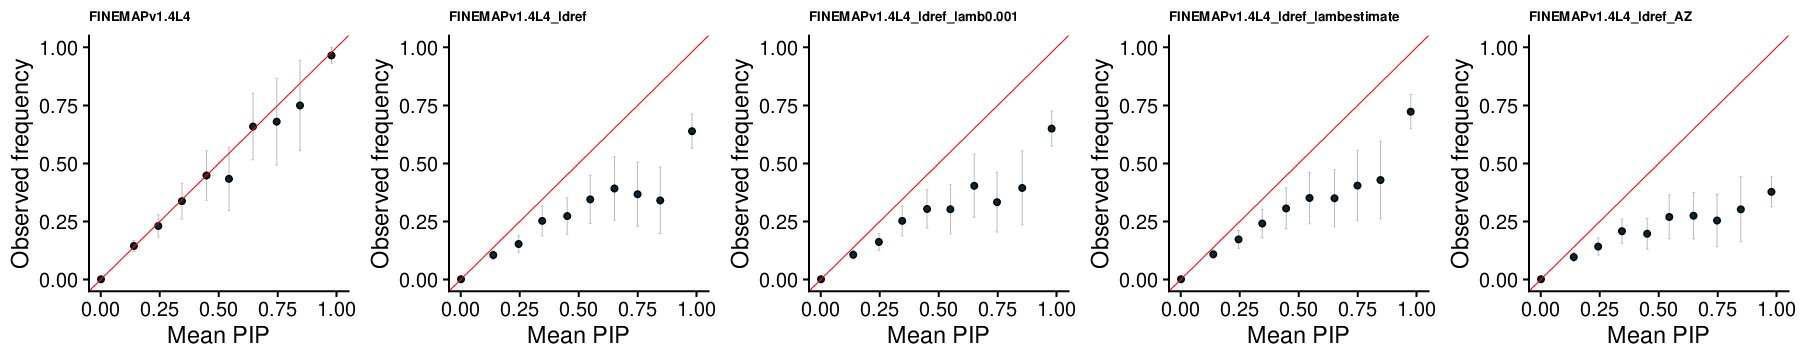 FINEMAPv1.4L4
1.00
0.75
0.50
0.25
0.00
Observed frequency
0.00 0.25 0.50 0.75 1.00
Mean PIP
FINEMAPv1.4L4_ldref
1.00
0.75
0.50
0.25
0.00
Observed frequency
0.00 0.25 0.50 0.75 1.00
Mean PIP
FINEMAPv1.4L4_ldref_lamb0.001
1.00
0.75
0.50
0.25
0.00
Observed frequency
0.00 0.25 0.50 0.75 1.00
Mean PIP
FINEMAPv1.4L4_ldref_lambestimate
1.00
0.75
0.50
0.25
0.00
Observed frequency
0.00 0.25 0.50 0.75 1.00
Mean PIP
FINEMAPv1.4L4_ldref_AZ
1.00
0.75
0.50
0.25
0.00
Observed frequency
0.00 0.25 0.50 0.75 1.00
Mean PIP